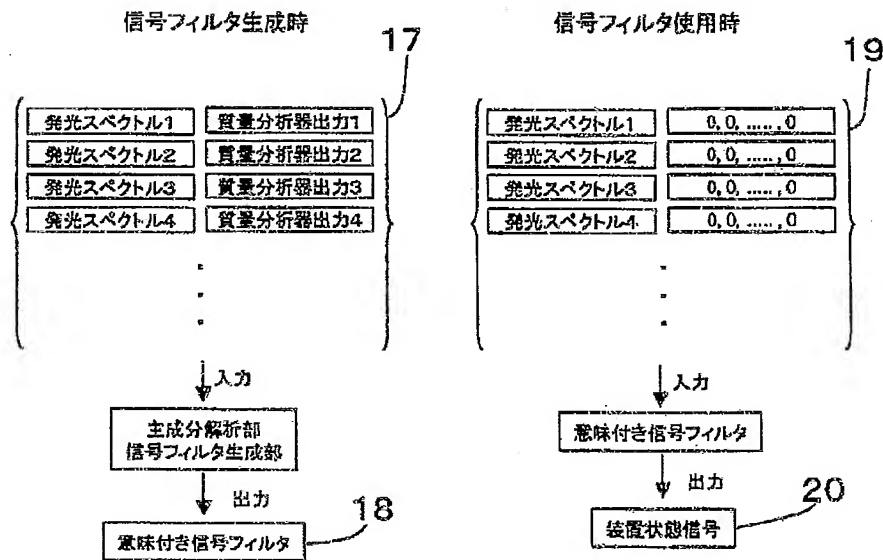 信号フィルタ生成時
17
発光スペクトル1 質量分析器出力1
発光スペクトル2 質量分析器出力2
発光スペクトル3 質量分析器出力3
発光スペクトル4 質量分析器出力4
入力
主成分解析部
信号フィルタ生成部
出力
18
意味付き信号フィルタ
信号フィルタ使用時
19
発光スペクトル1 0,0, ..... ,0
発光スペクトル2 0,0, ..... ,0
発光スペクトル3 0,0, ..... ,0
発光スペクトル4 0,0, ..... ,0
入力
意味付き信号フィルタ
出力
20
装置状態信号